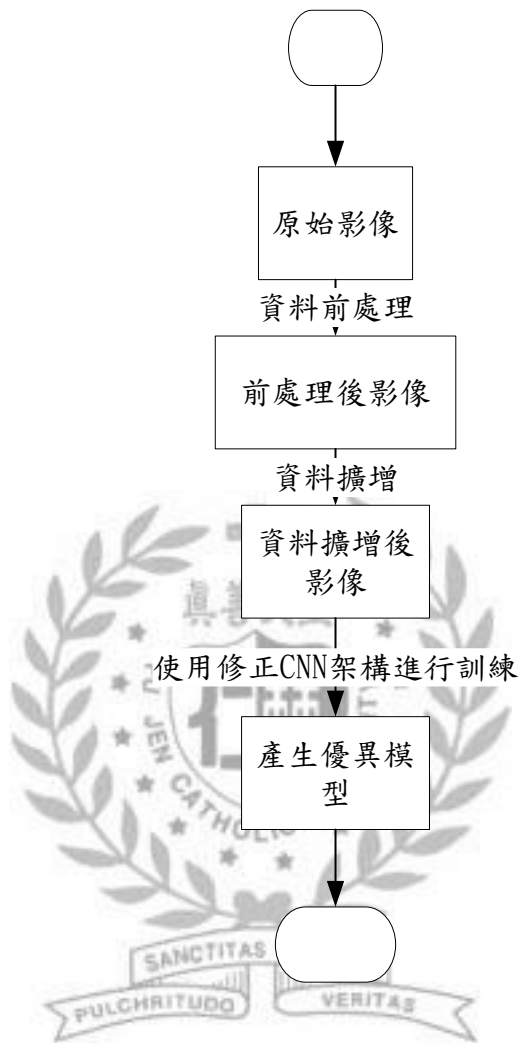 原始影像
資料前處理
前處理後影像
資料擴增
資料擴增後
影像
使用修正CNN架構進行訓練
產生優異模
型
JEN CATHOLIC
SANCTITAS
PULCHRITUDO
VERITAS